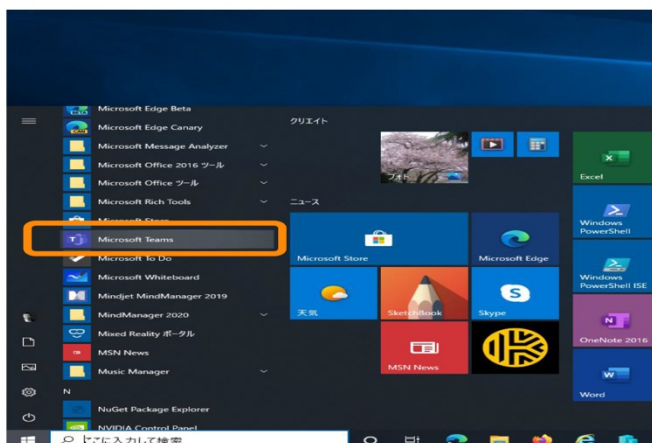 Microsoft Edge Beta
Microsoft Edge Canary
Microsoft Message Analyzer
Microsoft Office 2016 ツール
Microsoft Office ツール
Microsoft Rich Tools
Microsoft Store
Microsoft Teams
Microsoft To Do
Microsoft Whiteboard
Mindjet MindManager 2019
MindManager 2020
Mixed Reality ポータル
MSN News
Music Manager
N
NuGet Package Explorer
NVIDIA Control Panel
ここに入力して検索
クリエイト
フォト
Excel
ニュース
Windows
PowerShell
Microsoft Store
Microsoft Edge
Windows
PowerShell ISE
天気
SketchBook
Skype
OneNote 2016
MSN News
Word